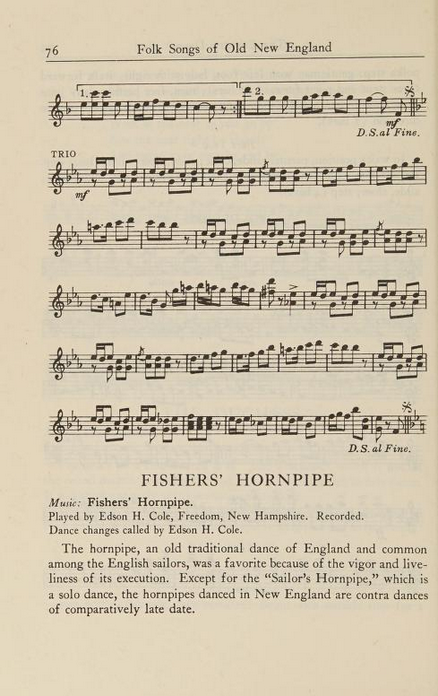 76
Folk Songs of Old New England
1.
2.
mf
D.S. al Fine.
TRIO
mf
D.S. al Fine.
FISHERS' HORNPIPE
Music: Fishers' Hornpipe.
Played by Edson H. Cole, Freedom, New Hampshire. Recorded.
Dance changes called by Edson H. Cole.
The hornpipe, an old traditional dance of England and common
among the English sailors, was a favorite because of the vigor and live-
liness of its execution. Except for the "Sailor's Hornpipe," which is
a solo dance, the hornpipes danced in New England are contra dances
of comparatively late date.